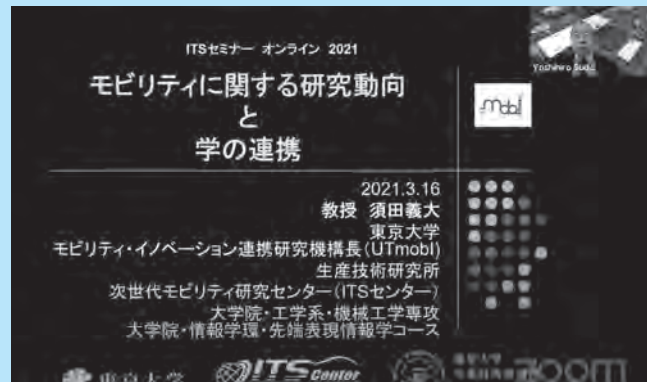 ITSセミナー オンライン 2021
Yoshihiro Suda
モビリティに関する研究動向
と
学の連携
mobl
2021.3.16
教授 須田義大
東京大学
モビリティ・イノベーション連携研究機構長(UTmobI)
生産技術研究所
次世代モビリティ研究センター(ITSセンター)
大学院・工学系・機械工学専攻
大学院・情報学環・先端表現情報学コース
東京大学
ITS Center
zoom